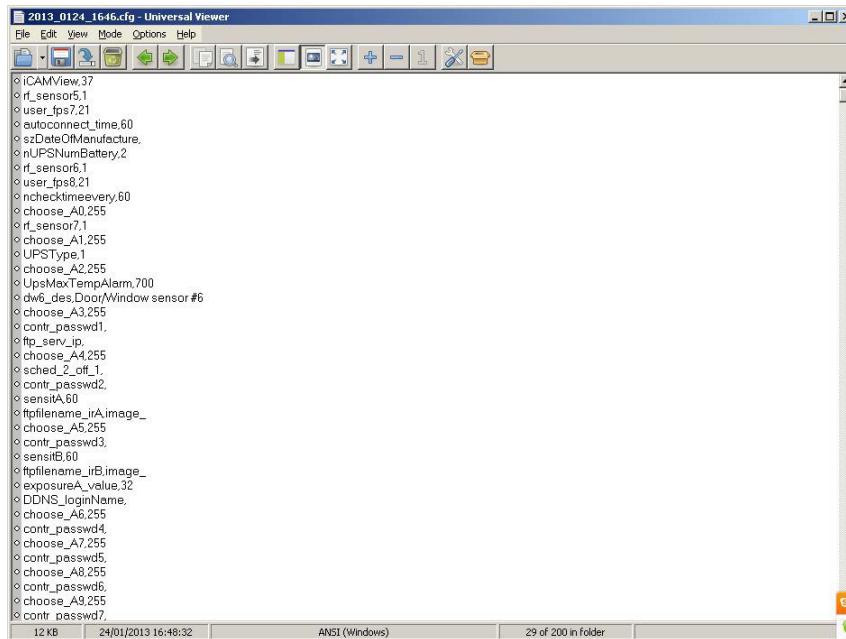 2013_0124_1646.cfg - Universal Viewer
File Edit View Mode Options Help
1
iCAMView,37
rf_sensor5,1
user_fps7,21
autoconnect_time,60
szDateOfManufacture,
nUPSNumBattery,2
rf_sensor6,1
user_fps8,21
nchecktimeevery,60
choose_A0,255
rf_sensor7,1
choose_A1,255
UPSType,1
choose_A2,255
UpsMaxTempAlarm,700
dw6_des,Door/Window sensor #6
choose_A3,255
contr_passwd1,
ftp_serv_ip,
choose_A4,255
sched_2_off_1,
contr_passwd2,
sensitA,60
ftpfilename_irA,image_
choose_A5,255
contr_passwd3,
sensitB,60
ftpfilename_irB,image_
exposureA_value,32
DDNS_loginName,
choose_A6,255
contr_passwd4,
choose_A7,255
contr_passwd5,
choose_A8,255
contr_passwd6,
choose_A9,255
contr_passwd7,
12 KB 24/01/2013 16:48:32 ANSI (Windows) 29 of 200 in folder